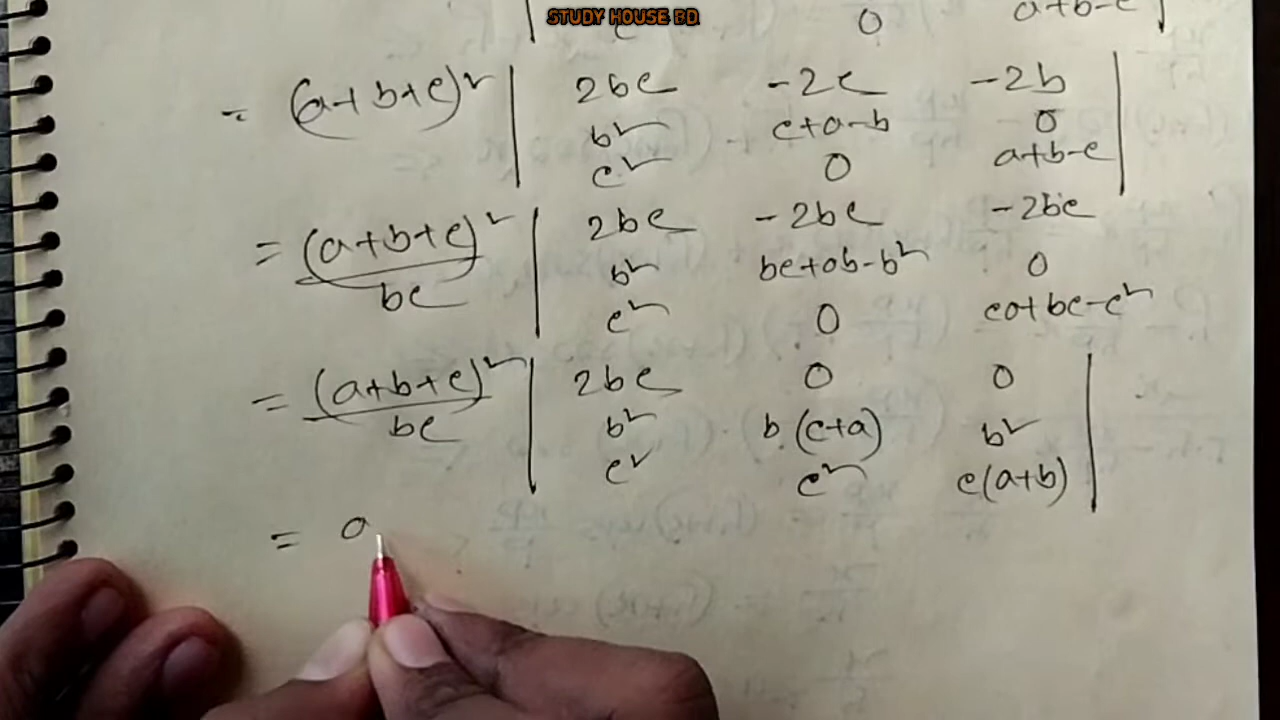 STUDY HOUSE BD
c 0 a+b-c
= (a+b+c)² | 2bc -2c -2b |
b² c+a-b 0
c² 0 a+b-c
= (a+b+c)²/bc | 2bc -2bc -2bc
b² bc+ab-b² 0
c² 0 ca+bc-c²
= (a+b+c)²/bc | 2bc 0 0 |
b² b(c+a) b²
c² c² c(a+b)
= a